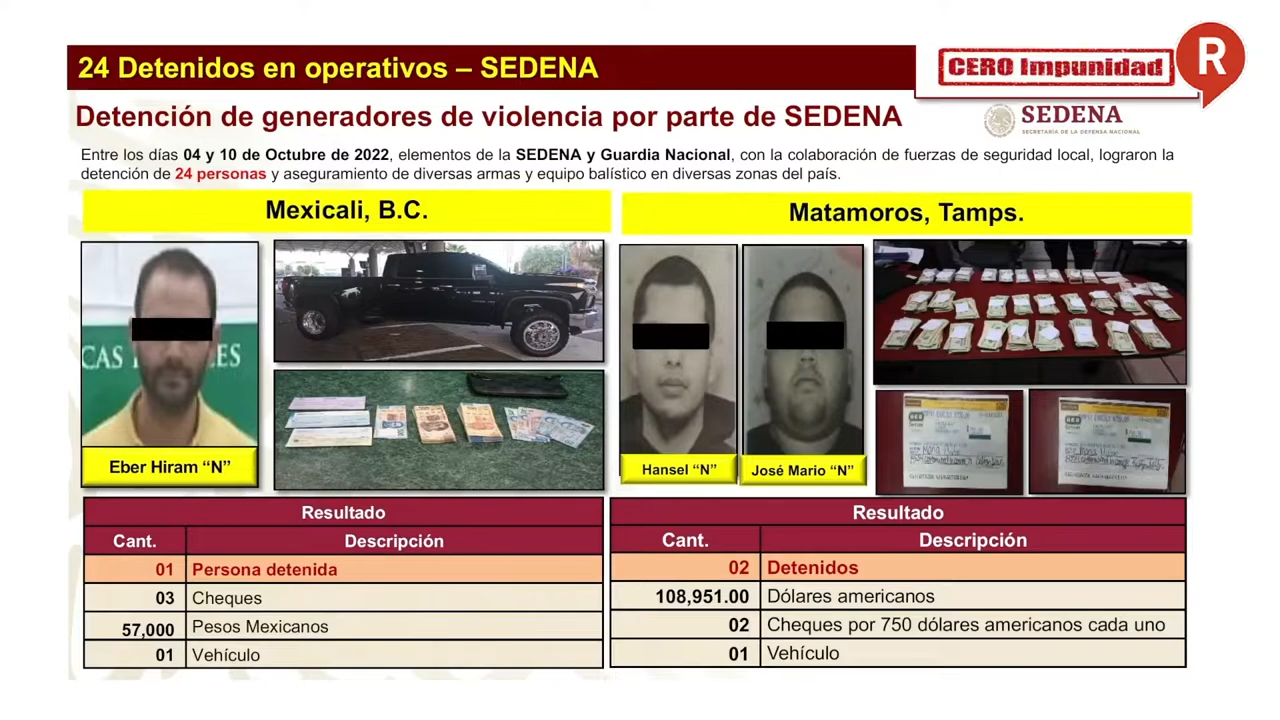 24 Detenidos en operativos – SEDENA
CERO Impunidad
R
Detención de generadores de violencia por parte de SEDENA
SEDENA
SECRETARÍA DE LA DEFENSA NACIONAL
Entre los días 04 y 10 de Octubre de 2022, elementos de la SEDENA y Guardia Nacional, con la colaboración de fuerzas de seguridad local, lograron la
detención de 24 personas y aseguramiento de diversas armas y equipo balístico en diversas zonas del país.
Mexicali, B.C.
Eber Hiram “N”
Resultado
Cant. Descripción
01 Persona detenida
03 Cheques
57,000 Pesos Mexicanos
01 Vehículo
Matamoros, Tamps.
Hansel “N”
José Mario “N”
Resultado
Cant. Descripción
02 Detenidos
108,951.00 Dólares americanos
02 Cheques por 750 dólares americanos cada uno
01 Vehículo